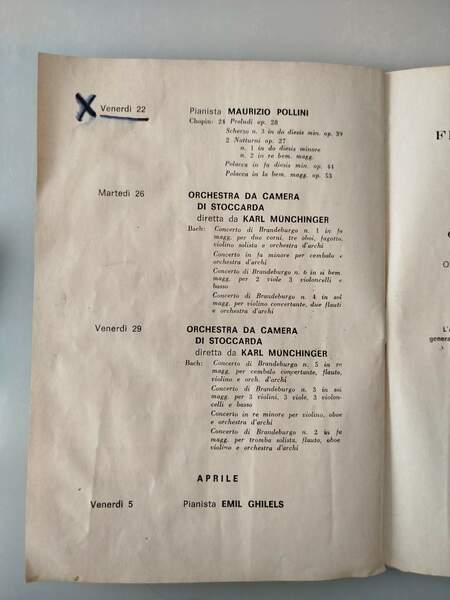 X Venerdì 22 Pianista MAURIZIO POLLINI
Chopin: 24 Preludi op. 28
Scherzo n. 3 in do diesis min. op. 39
2 Notturni op. 27
n. 1 in do diesis minore
n. 2 in re bem. magg.
Polacca in fa diesis min. op. 44
Polacca in la bem. magg. op. 53
Martedì 26 ORCHESTRA DA CAMERA
DI STOCCARDA
diretta da KARL MUNCHINGER
Bach: Concerto di Brandeburgo n. 1 in fa
magg. per due corni, tre oboi, fagotto,
violino solista e orchestra d'archi
Concerto in fa minore per cembalo e
orchestra d'archi
Concerto di Brandeburgo n. 6 in si bem.
magg. per 2 viole 3 violoncelli e
basso
Concerto di Brandeburgo n. 4 in sol
magg. per violino concertante, due flauti
e orchestra d'archi
Venerdì 29 ORCHESTRA DA CAMERA
DI STOCCARDA
diretta da KARL MUNCHINGER
Bach: Concerto di Brandeburgo n. 5 in re
magg. per cembalo concertante, flauto,
violino e orch. d'archi
Concerto di Brandeburgo n. 3 in sol
magg. per 3 violini, 3 viole, 3 violon-
celli e basso
Concerto in re minore per violino, oboe
e orchestra d'archi
Concerto di Brandeburgo n. 2 in fa
magg. per tromba solista, flauto, oboe
violino e orchestra d'archi
APRILE
Venerdì 5 Pianista EMIL GHILELS
F
O
L'
general